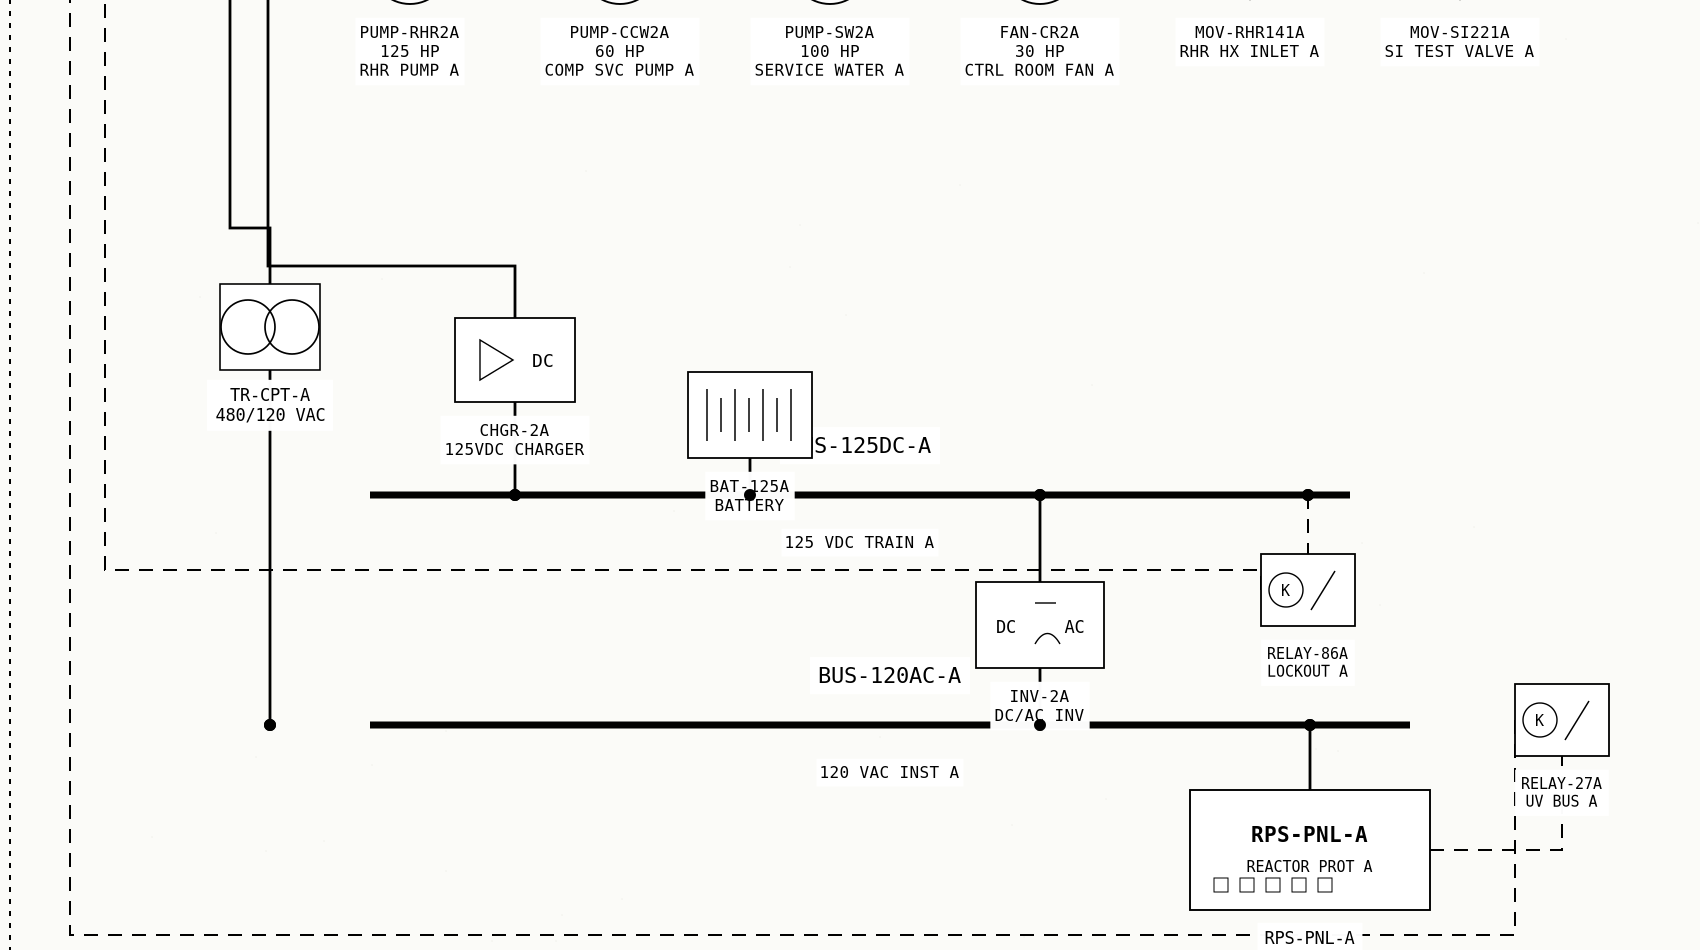 PUMP-RHR2A
125 HP
RHR PUMP A
PUMP-CCW2A
60 HP
COMP SVC PUMP A
PUMP-SW2A
100 HP
SERVICE WATER A
FAN-CR2A
30 HP
CTRL ROOM FAN A
MOV-RHR141A
RHR HX INLET A
MOV-SI221A
SI TEST VALVE A
TR-CPT-A
480/120 VAC
DC
CHGR-2A
125VDC CHARGER
S-125DC-A
BAT-125A
BATTERY
125 VDC TRAIN A
DC AC
INV-2A
DC/AC INV
K
RELAY-86A
LOCKOUT A
BUS-120AC-A
120 VAC INST A
K
RELAY-27A
UV BUS A
RPS-PNL-A
REACTOR PROT A
RPS-PNL-A